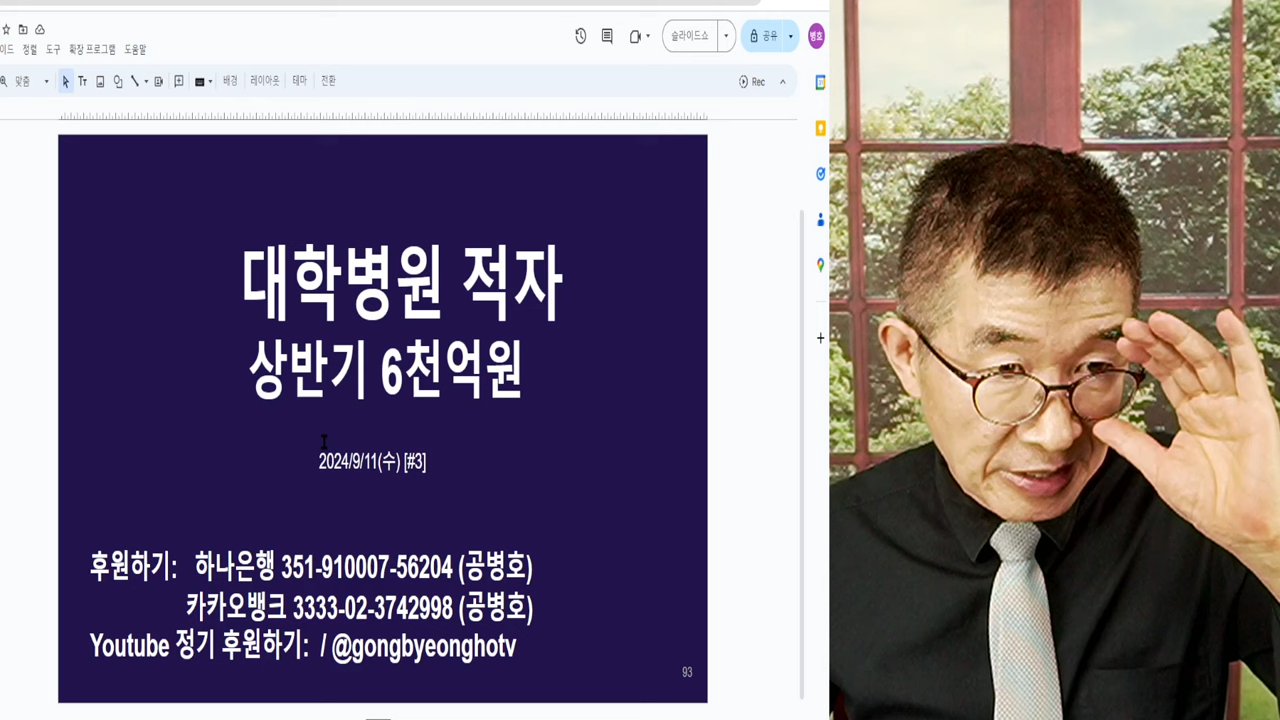 이드 정렬 도구 확장 프로그램 도움말
슬라이드쇼
공유
병호
맞춤
배경 레이아웃 테마 전환
Rec
대학병원 적자
상반기 6천억원
2024/9/11(수) [#3]
후원하기: 하나은행 351-910007-56204 (공병호)
카카오뱅크 3333-02-3742998 (공병호)
Youtube 정기 후원하기: / @gongbyeonghotv
93